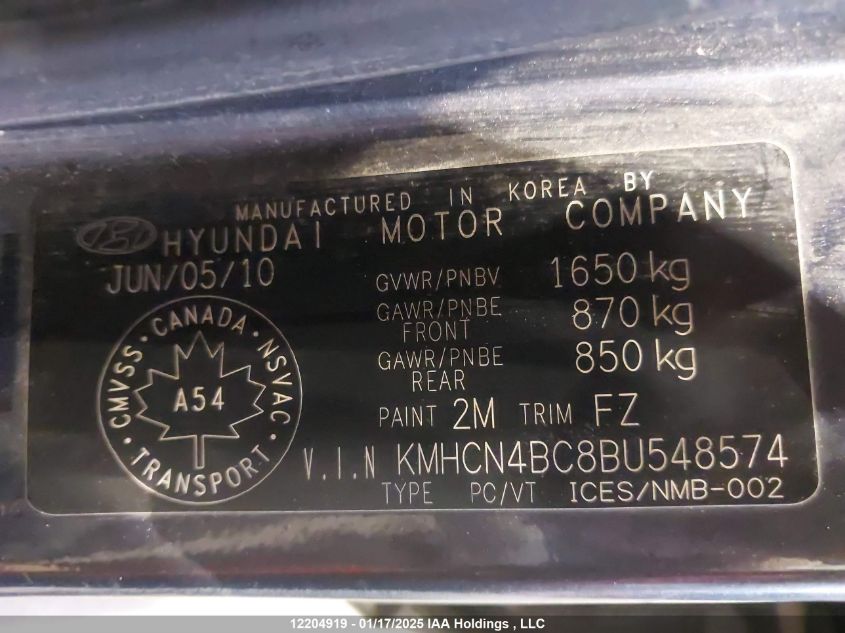 MANUFACTURED IN KOREA BY
HYUNDAI MOTOR COMPANY
JUN/05/10
GVWR/PNBV 1650 kg
GAWR/PNBE FRONT 870 kg
GAWR/PNBE REAR 850 kg
PAINT 2M TRIM FZ
V.I.N KMHCN4BC8BU548574
TYPE PC/VT ICES/NMB-002
CANADA · NSVAC · TRANSPORT · CMVSS ·
A54
12204919 - 01/17/2025 IAA Holdings , LLC